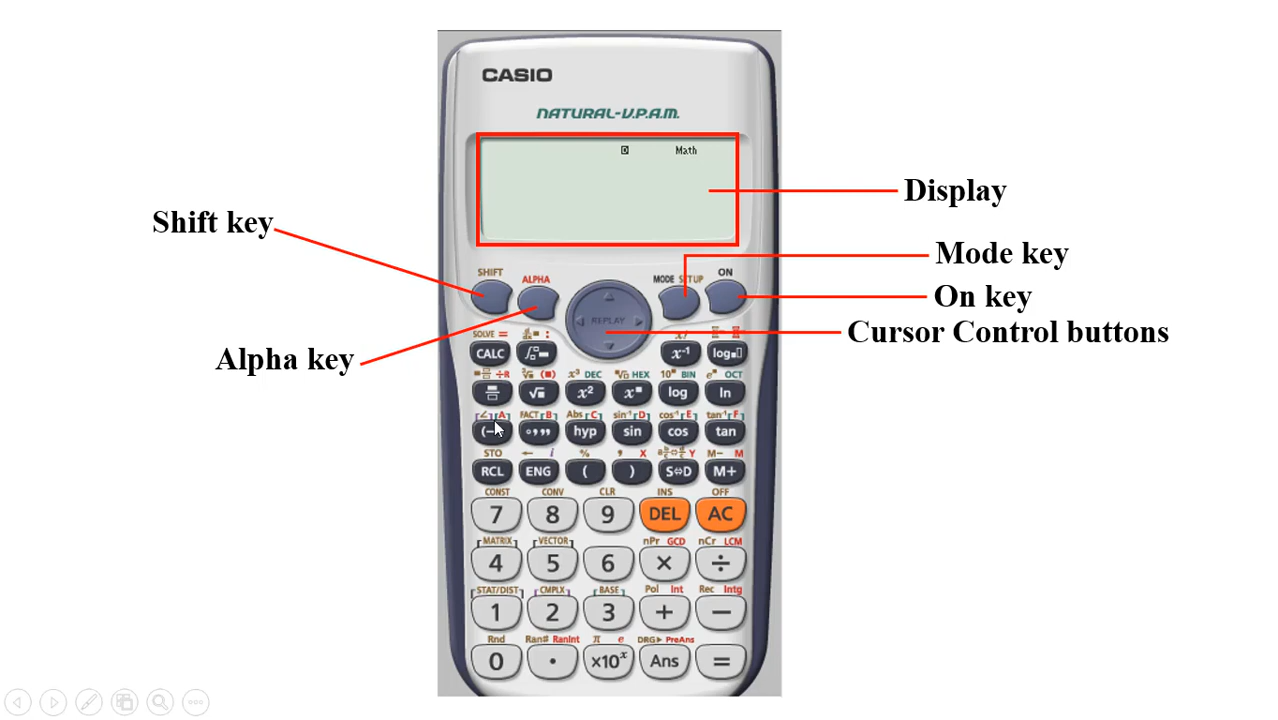 CASIO
NATURAL-V.P.A.M.
D Math
Display
Shift key
Mode key
On key
Cursor Control buttons
Alpha key
SHIFT ALPHA MODE SETUP ON
REPLAY
SOLVE = d/dx : x! 
CALC ∫ x⁻¹ log
÷R ³√ x³ DEC √ HEX 10 BIN e OCT
√ x² x log ln
∠ A FACT B Abs C sin⁻¹ D cos⁻¹ E tan⁻¹ F
(−) °,,, hyp sin cos tan
STO ← i % , X Y M− M
RCL ENG ( ) S⇔D M+
CONST CONV CLR INS OFF
7 8 9 DEL AC
MATRIX VECTOR nPr GCD nCr LCM
4 5 6 × ÷
STAT/DIST CMPLX BASE Pol Int Rec Intg
1 2 3 + −
Rnd Ran# RanInt π e DRG▶ PreAns
0 • ×10ˣ Ans =